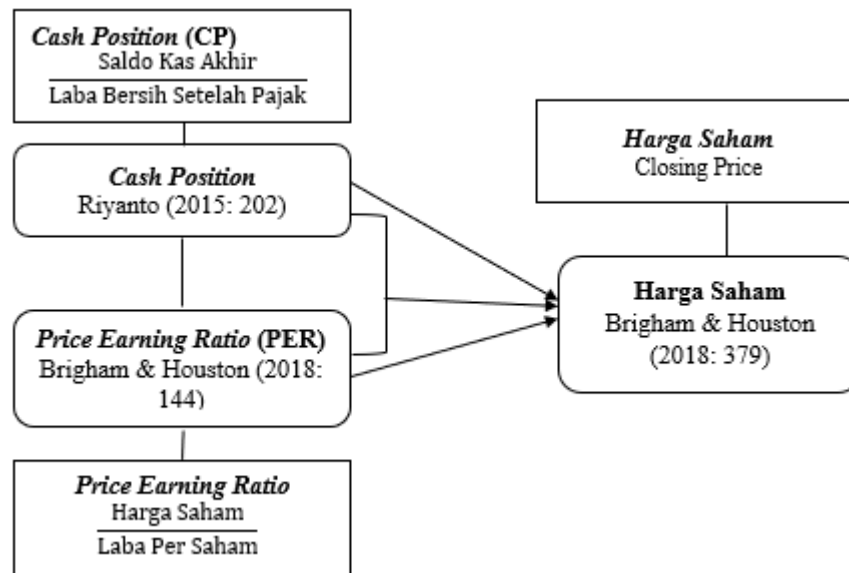 Cash Position (CP)
Saldo Kas Akhir
Laba Bersih Setelah Pajak
Cash Position
Riyanto (2015: 202)
Price Earning Ratio (PER)
Brigham & Houston (2018:
144)
Price Earning Ratio
Harga Saham
Laba Per Saham
Harga Saham
Closing Price
Harga Saham
Brigham & Houston
(2018: 379)